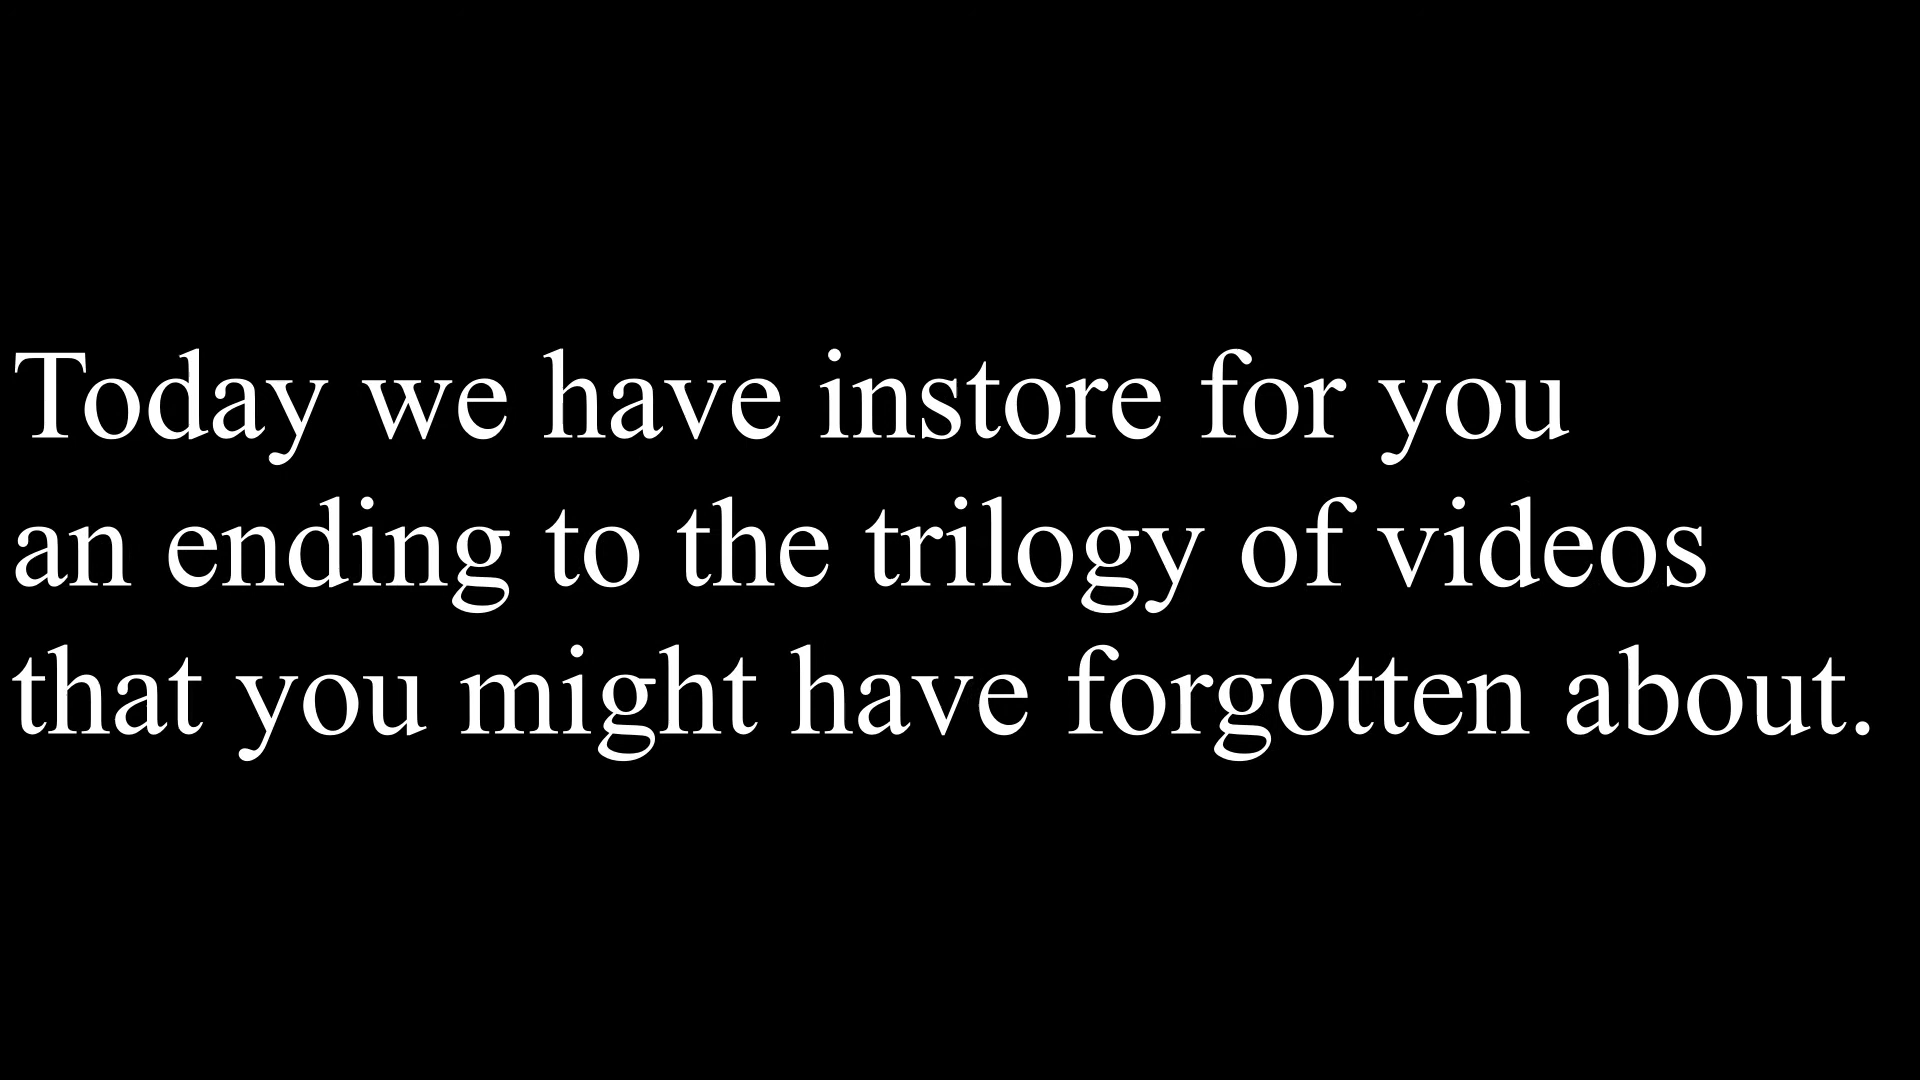 Today we have instore for you
an ending to the trilogy of videos
that you might have forgotten about.